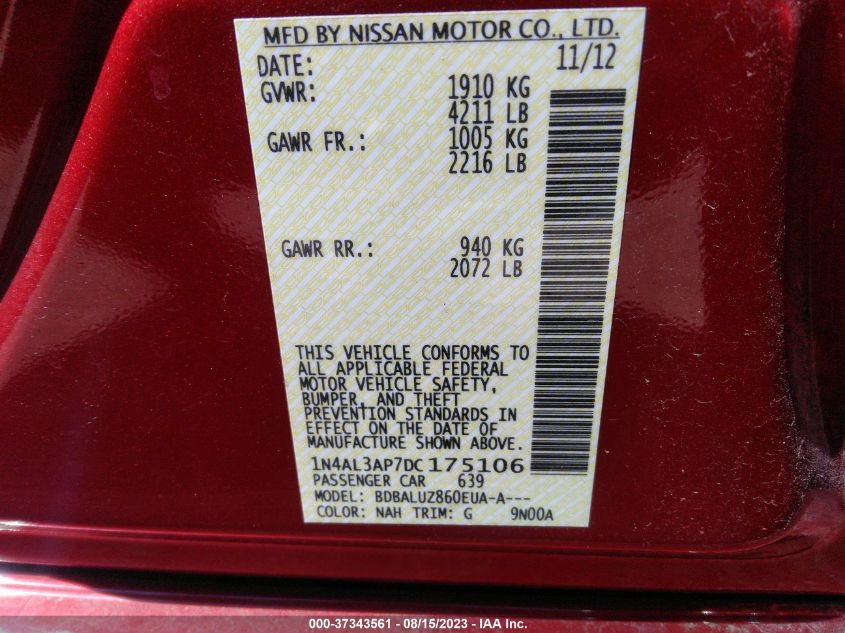 MFD BY NISSAN MOTOR CO., LTD.
DATE: 11/12
GVWR: 1910 KG
4211 LB
GAWR FR.: 1005 KG
2216 LB
GAWR RR.: 940 KG
2072 LB
THIS VEHICLE CONFORMS TO
ALL APPLICABLE FEDERAL
MOTOR VEHICLE SAFETY,
BUMPER, AND THEFT
PREVENTION STANDARDS IN
EFFECT ON THE DATE OF
MANUFACTURE SHOWN ABOVE.
1N4AL3AP7DC175106
PASSENGER CAR 639
MODEL: BDBALUZ860EUA-A---
COLOR: NAH TRIM: G 9N00A
000-37343561 - 08/15/2023 - IAA Inc.